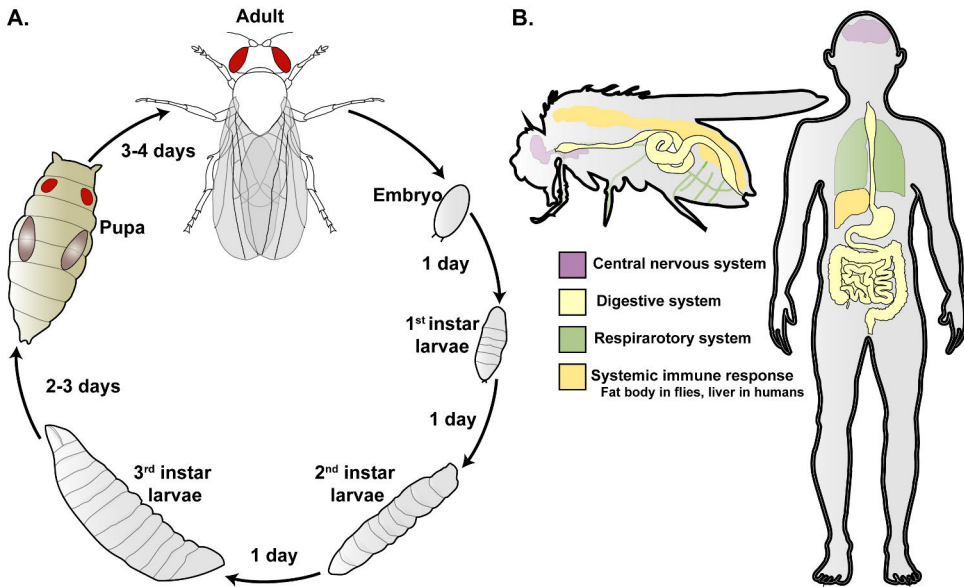 A.
Adult
3-4 days
Embryo
1 day
1st instar
larvae
1 day
2nd instar
larvae
1 day
3rd instar
larvae
2-3 days
Pupa
B.
Central nervous system
Digestive system
Respirarotory system
Systemic immune response
Fat body in flies, liver in humans